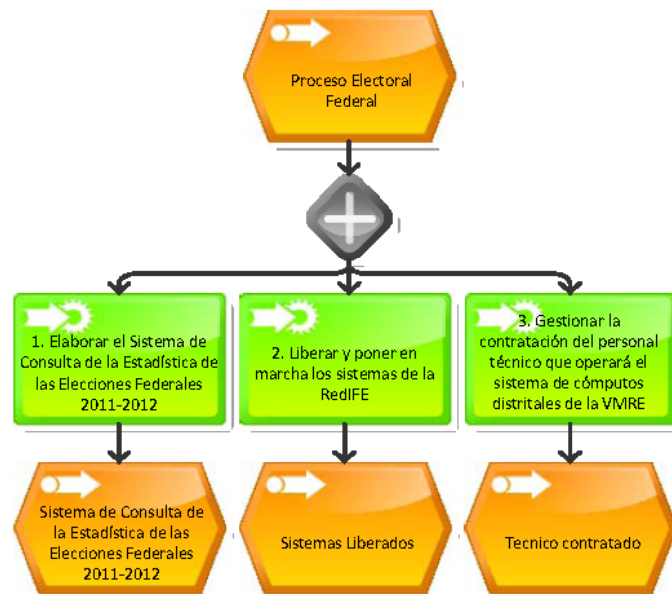 Proceso Electoral
Federal
1. Elaborar el Sistema de
Consulta de la Estadística de
las Elecciones Federales
2011-2012
2. Liberar y poner en
marcha los sistemas de la
RedIFE
3. Gestionar la
contratación del personal
técnico que operará el
sistema de cómputos
distritales de la VMRE
Sistema de Consulta de
la Estadística de las
Elecciones Federales
2011-2012
Sistemas Liberados
Tecnico contratado